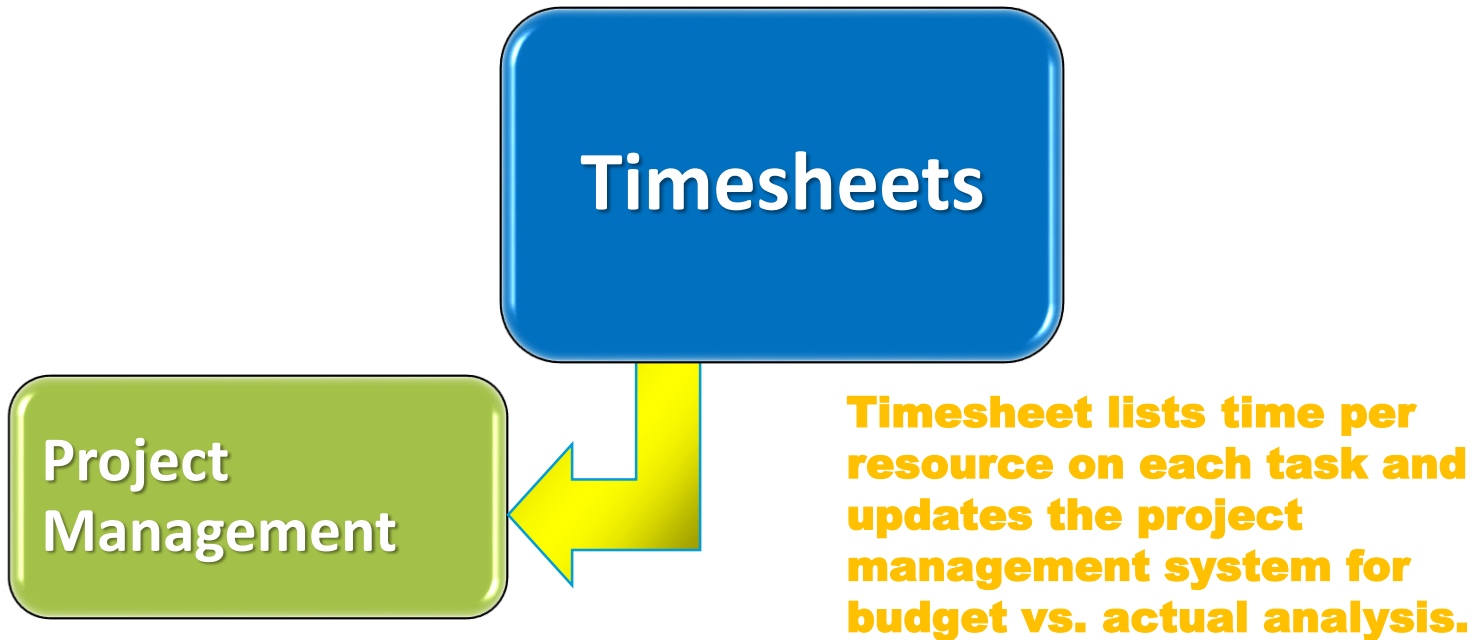 Timesheets
Project
Management
Timesheet lists time per
resource on each task and
updates the project
management system for
budget vs. actual analysis.